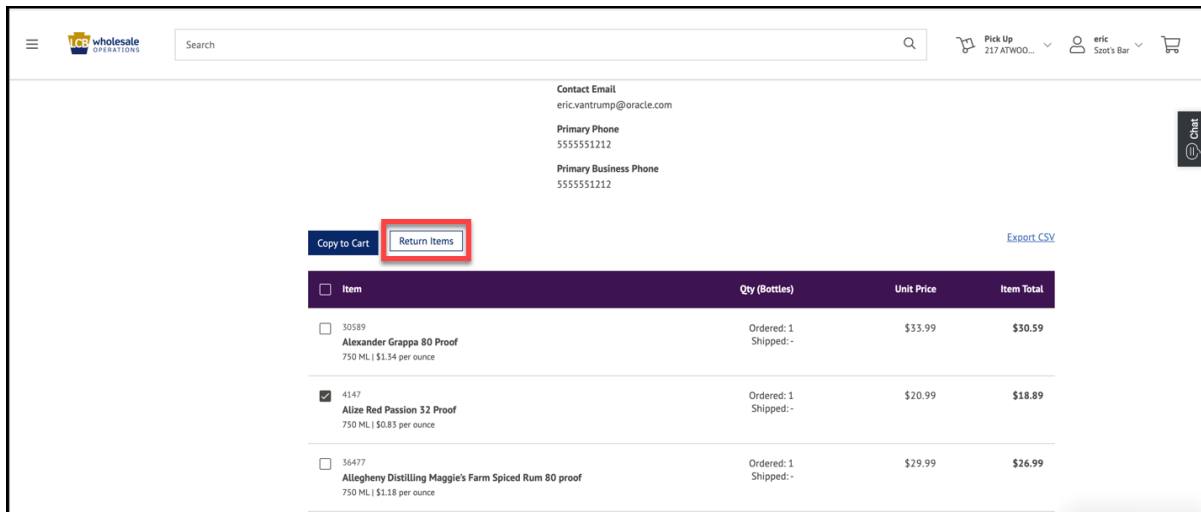 LCB wholesale
OPERATIONS
Search
Pick Up
217 ATWOO...
eric
Szot's Bar
Contact Email
eric.vantrump@oracle.com
Primary Phone
5555551212
Primary Business Phone
5555551212
Chat
Copy to Cart
Return Items
Export CSV
Item Qty (Bottles) Unit Price Item Total
30589 Ordered: 1 $33.99 $30.59
Alexander Grappa 80 Proof Shipped: -
750 ML | $1.34 per ounce
4147 Ordered: 1 $20.99 $18.89
Alize Red Passion 32 Proof Shipped: -
750 ML | $0.83 per ounce
36477 Ordered: 1 $29.99 $26.99
Allegheny Distilling Maggie's Farm Spiced Rum 80 proof Shipped: -
750 ML | $1.18 per ounce